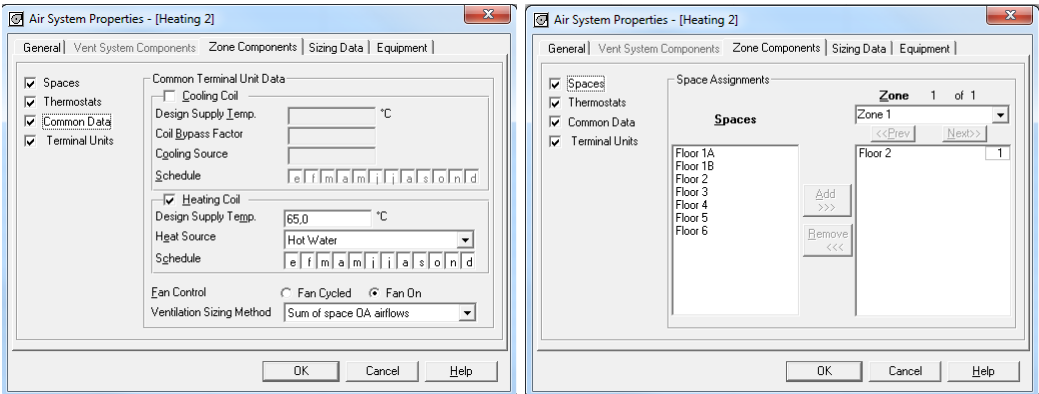 Air System Properties - [Heating 2]
General Vent System Components Zone Components Sizing Data Equipment
Spaces
Thermostats
Common Data
Terminal Units
Common Terminal Unit Data
Cooling Coil
Design Supply Temp. °C
Coil Bypass Factor
Cooling Source
Schedule e f m a m j j a s o n d
Heating Coil
Design Supply Temp. 65,0 °C
Heat Source Hot Water
Schedule e f m a m j j a s o n d
Fan Control Fan Cycled Fan On
Ventilation Sizing Method Sum of space OA airflows
OK Cancel Help
Air System Properties - [Heating 2]
General Vent System Components Zone Components Sizing Data Equipment
Spaces
Thermostats
Common Data
Terminal Units
Space Assignments
Spaces
Zone 1 of 1
Zone 1
<<Prev Next>>
Floor 1A
Floor 1B
Floor 2
Floor 3
Floor 4
Floor 5
Floor 6
Add
>>>
Remove
<<<
Floor 2 1
OK Cancel Help